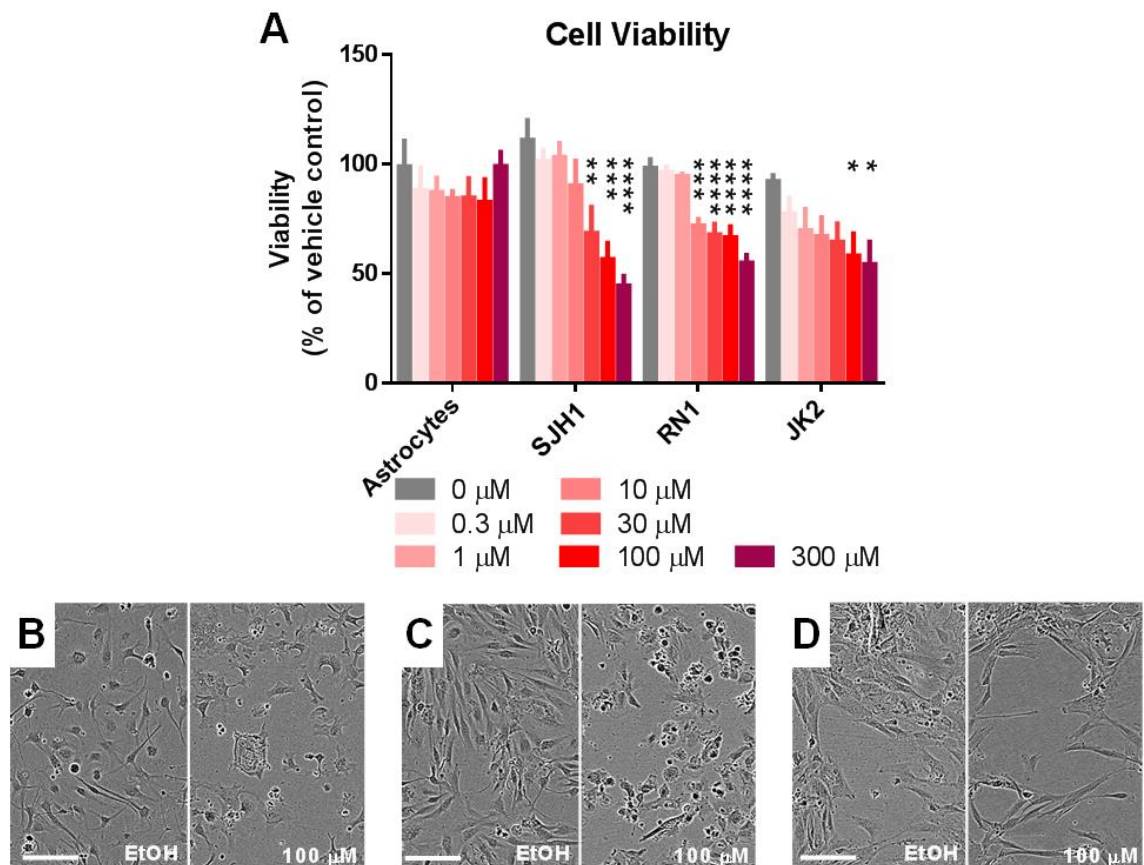 A
Cell Viability
Viability
(% of vehicle control)
150
100
50
0
**
***
****
***
****
****
****
*
*
Astrocytes
SJH1
RN1
JK2
0 μM
10 μM
0.3 μM
30 μM
1 μM
100 μM
300 μM
B
EtOH
100 μM
C
EtOH
100 μM
D
EtOH
100 μM